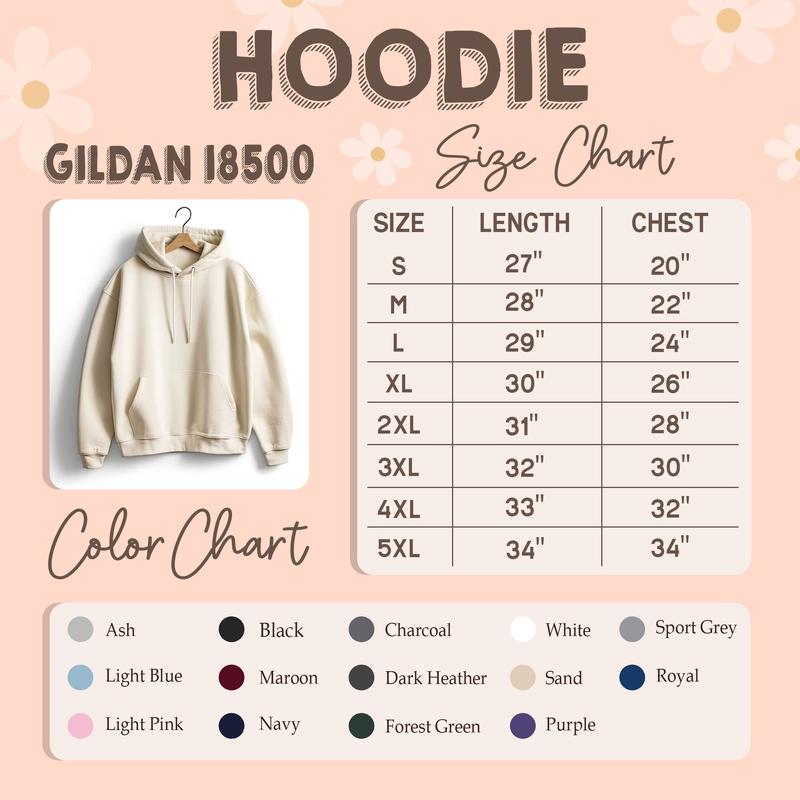 HOODIE
GILDAN 18500
Size Chart
SIZE LENGTH CHEST
S 27" 20"
M 28" 22"
L 29" 24"
XL 30" 26"
2XL 31" 28"
3XL 32" 30"
4XL 33" 32"
5XL 34" 34"
Color Chart
Ash Black Charcoal White Sport Grey
Light Blue Maroon Dark Heather Sand Royal
Light Pink Navy Forest Green Purple